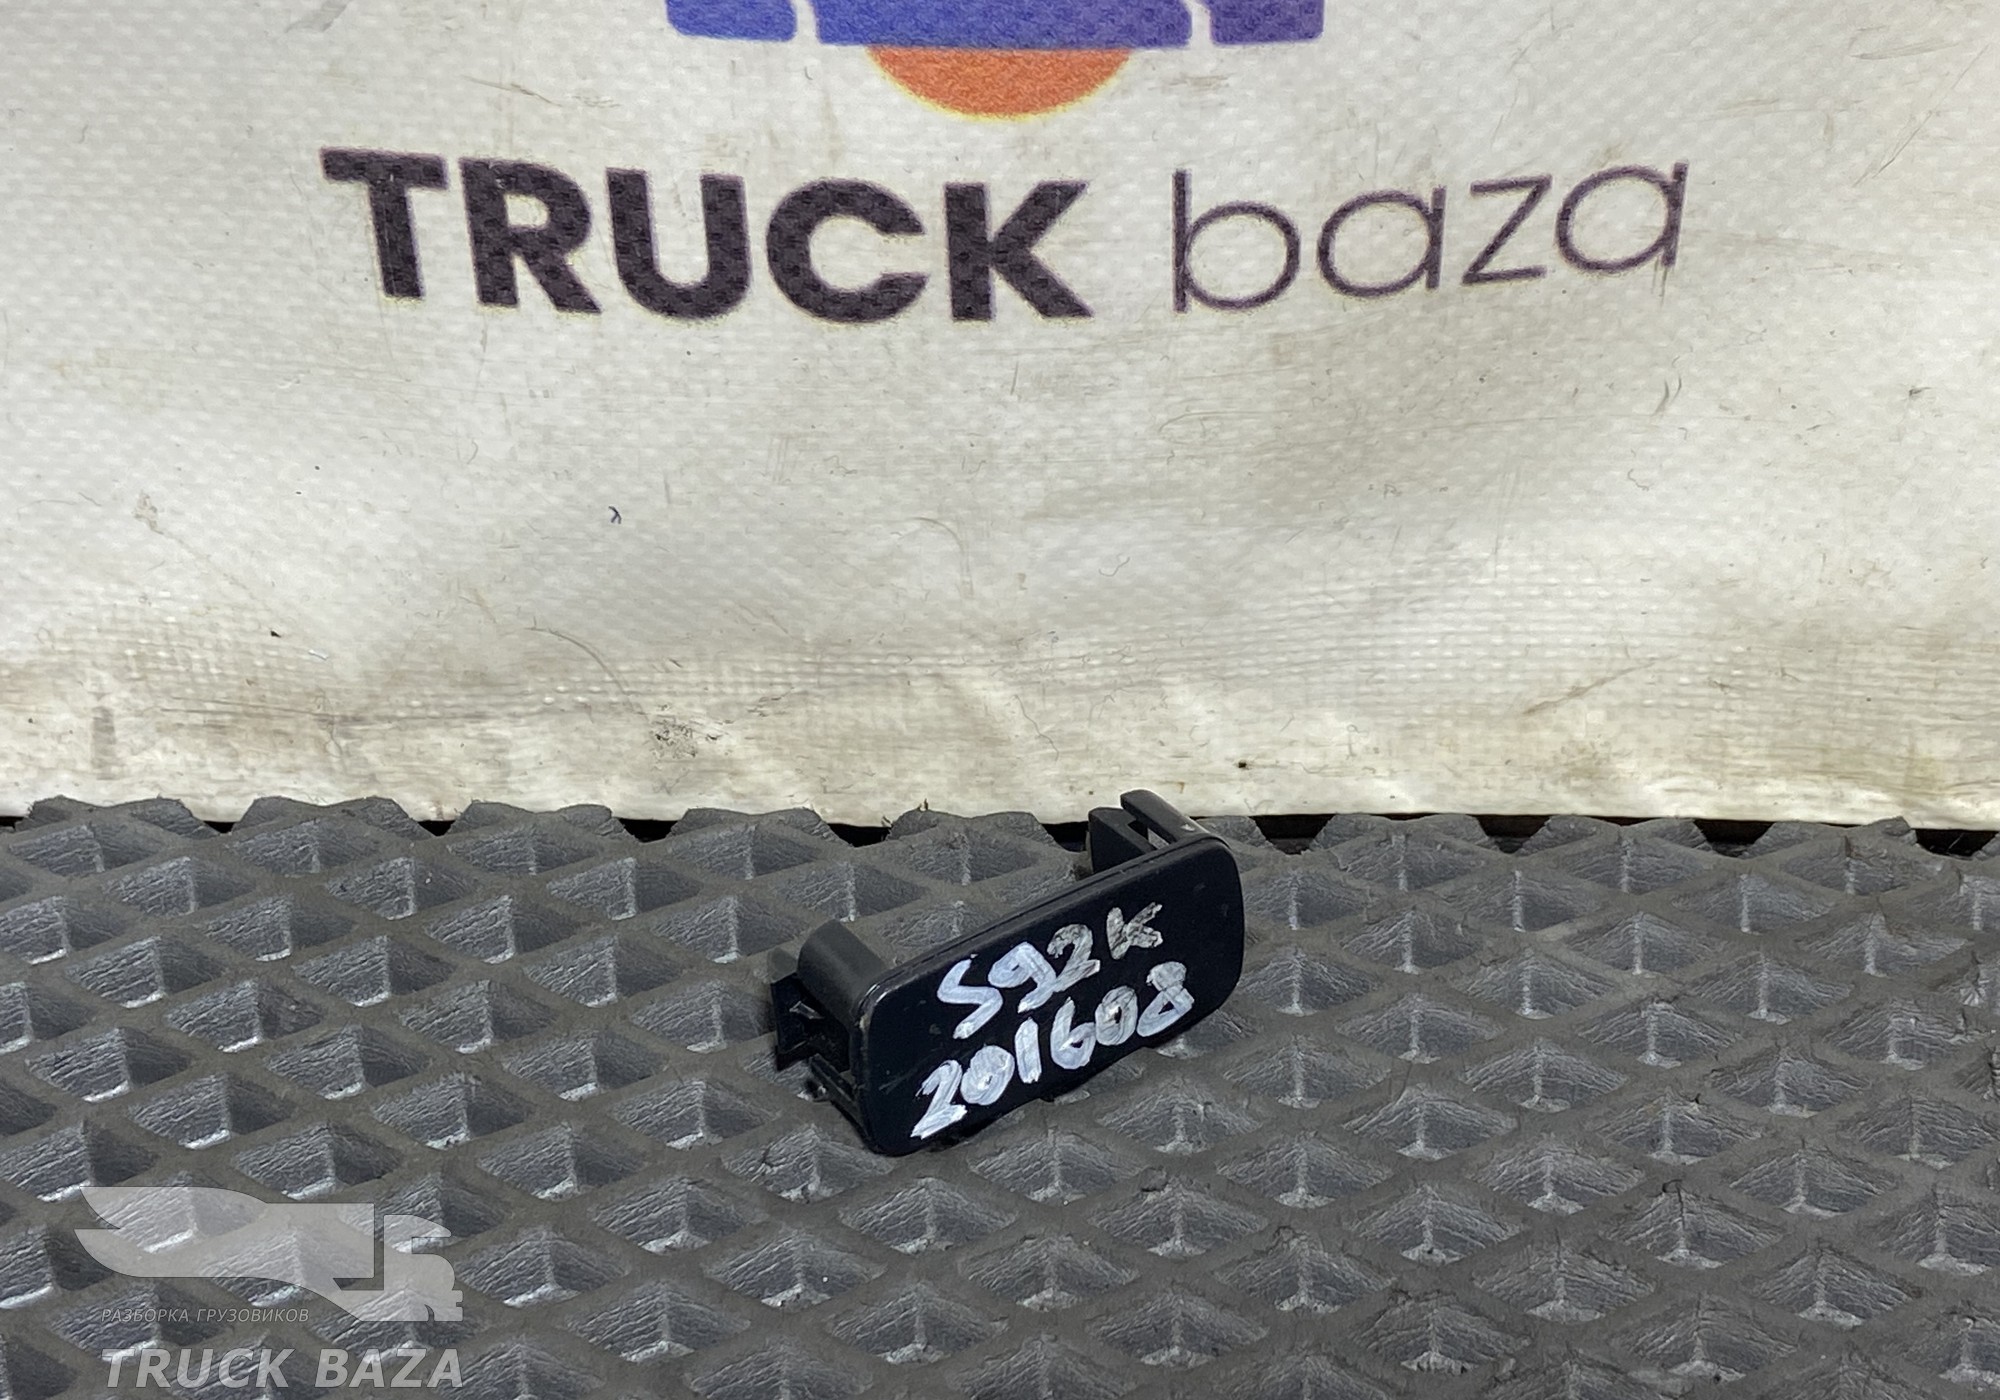 TRUCK baza
S92K
201608
РАЗБОРКА ГРУЗОВИКОВ
TRUCK BAZA